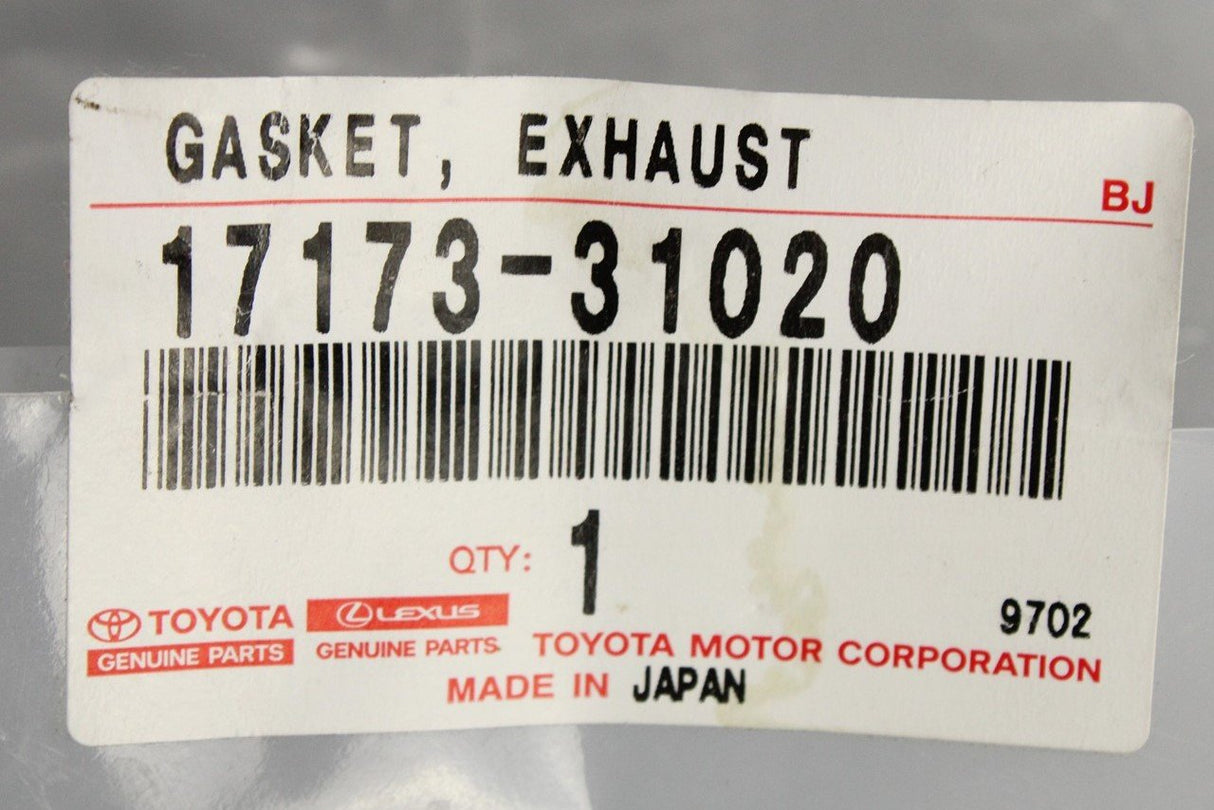 GASKET, EXHAUST
BJ
17173-31020
QTY: 1
9702
TOYOTA
GENUINE PARTS
LEXUS
GENUINE PARTS
TOYOTA MOTOR CORPORATION
MADE IN JAPAN